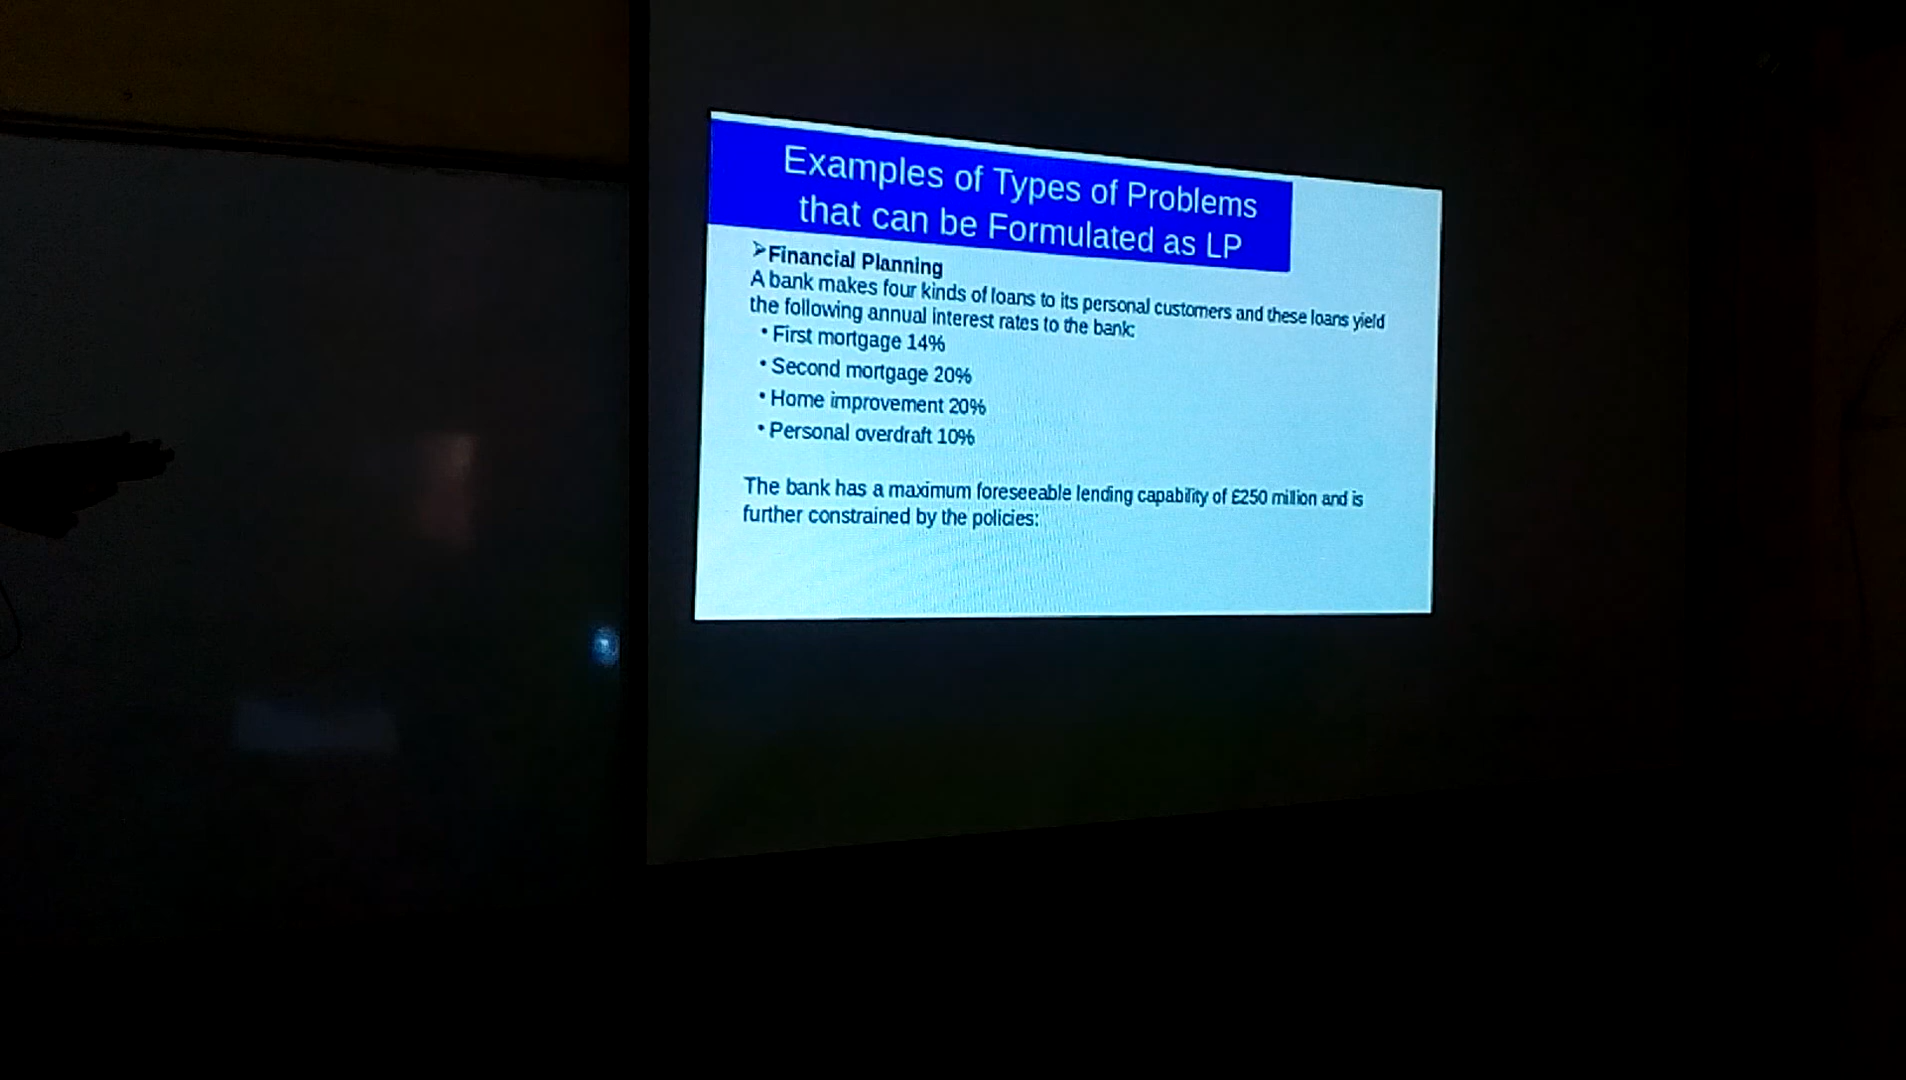 Examples of Types of Problems
that can be Formulated as LP
➢Financial Planning
A bank makes four kinds of loans to its personal customers and these loans yield
the following annual interest rates to the bank:
• First mortgage 14%
• Second mortgage 20%
• Home improvement 20%
• Personal overdraft 10%
The bank has a maximum foreseeable lending capability of £250 million and is
further constrained by the policies: